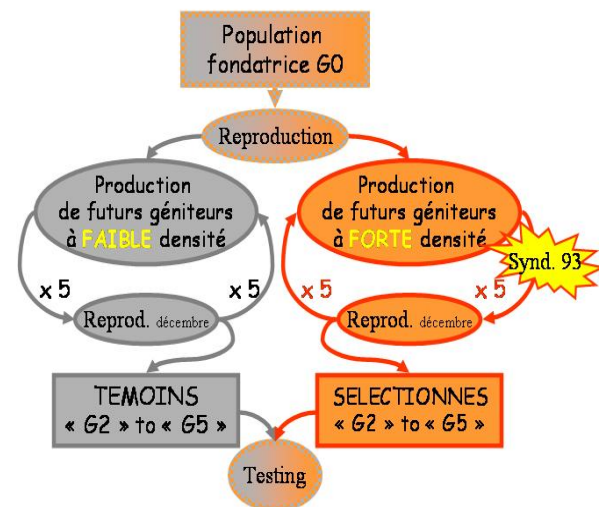 Population
fondatrice G0
Reproduction
Production
de futurs géniteurs
à FAIBLE densité
Production
de futurs géniteurs
à FORTE densité
Synd. 93
x 5
x 5
x 5
x 5
Reprod. décembre
Reprod. décembre
TEMOINS
« G2 » to « G5 »
SELECTIONNES
« G2 » to « G5 »
Testing